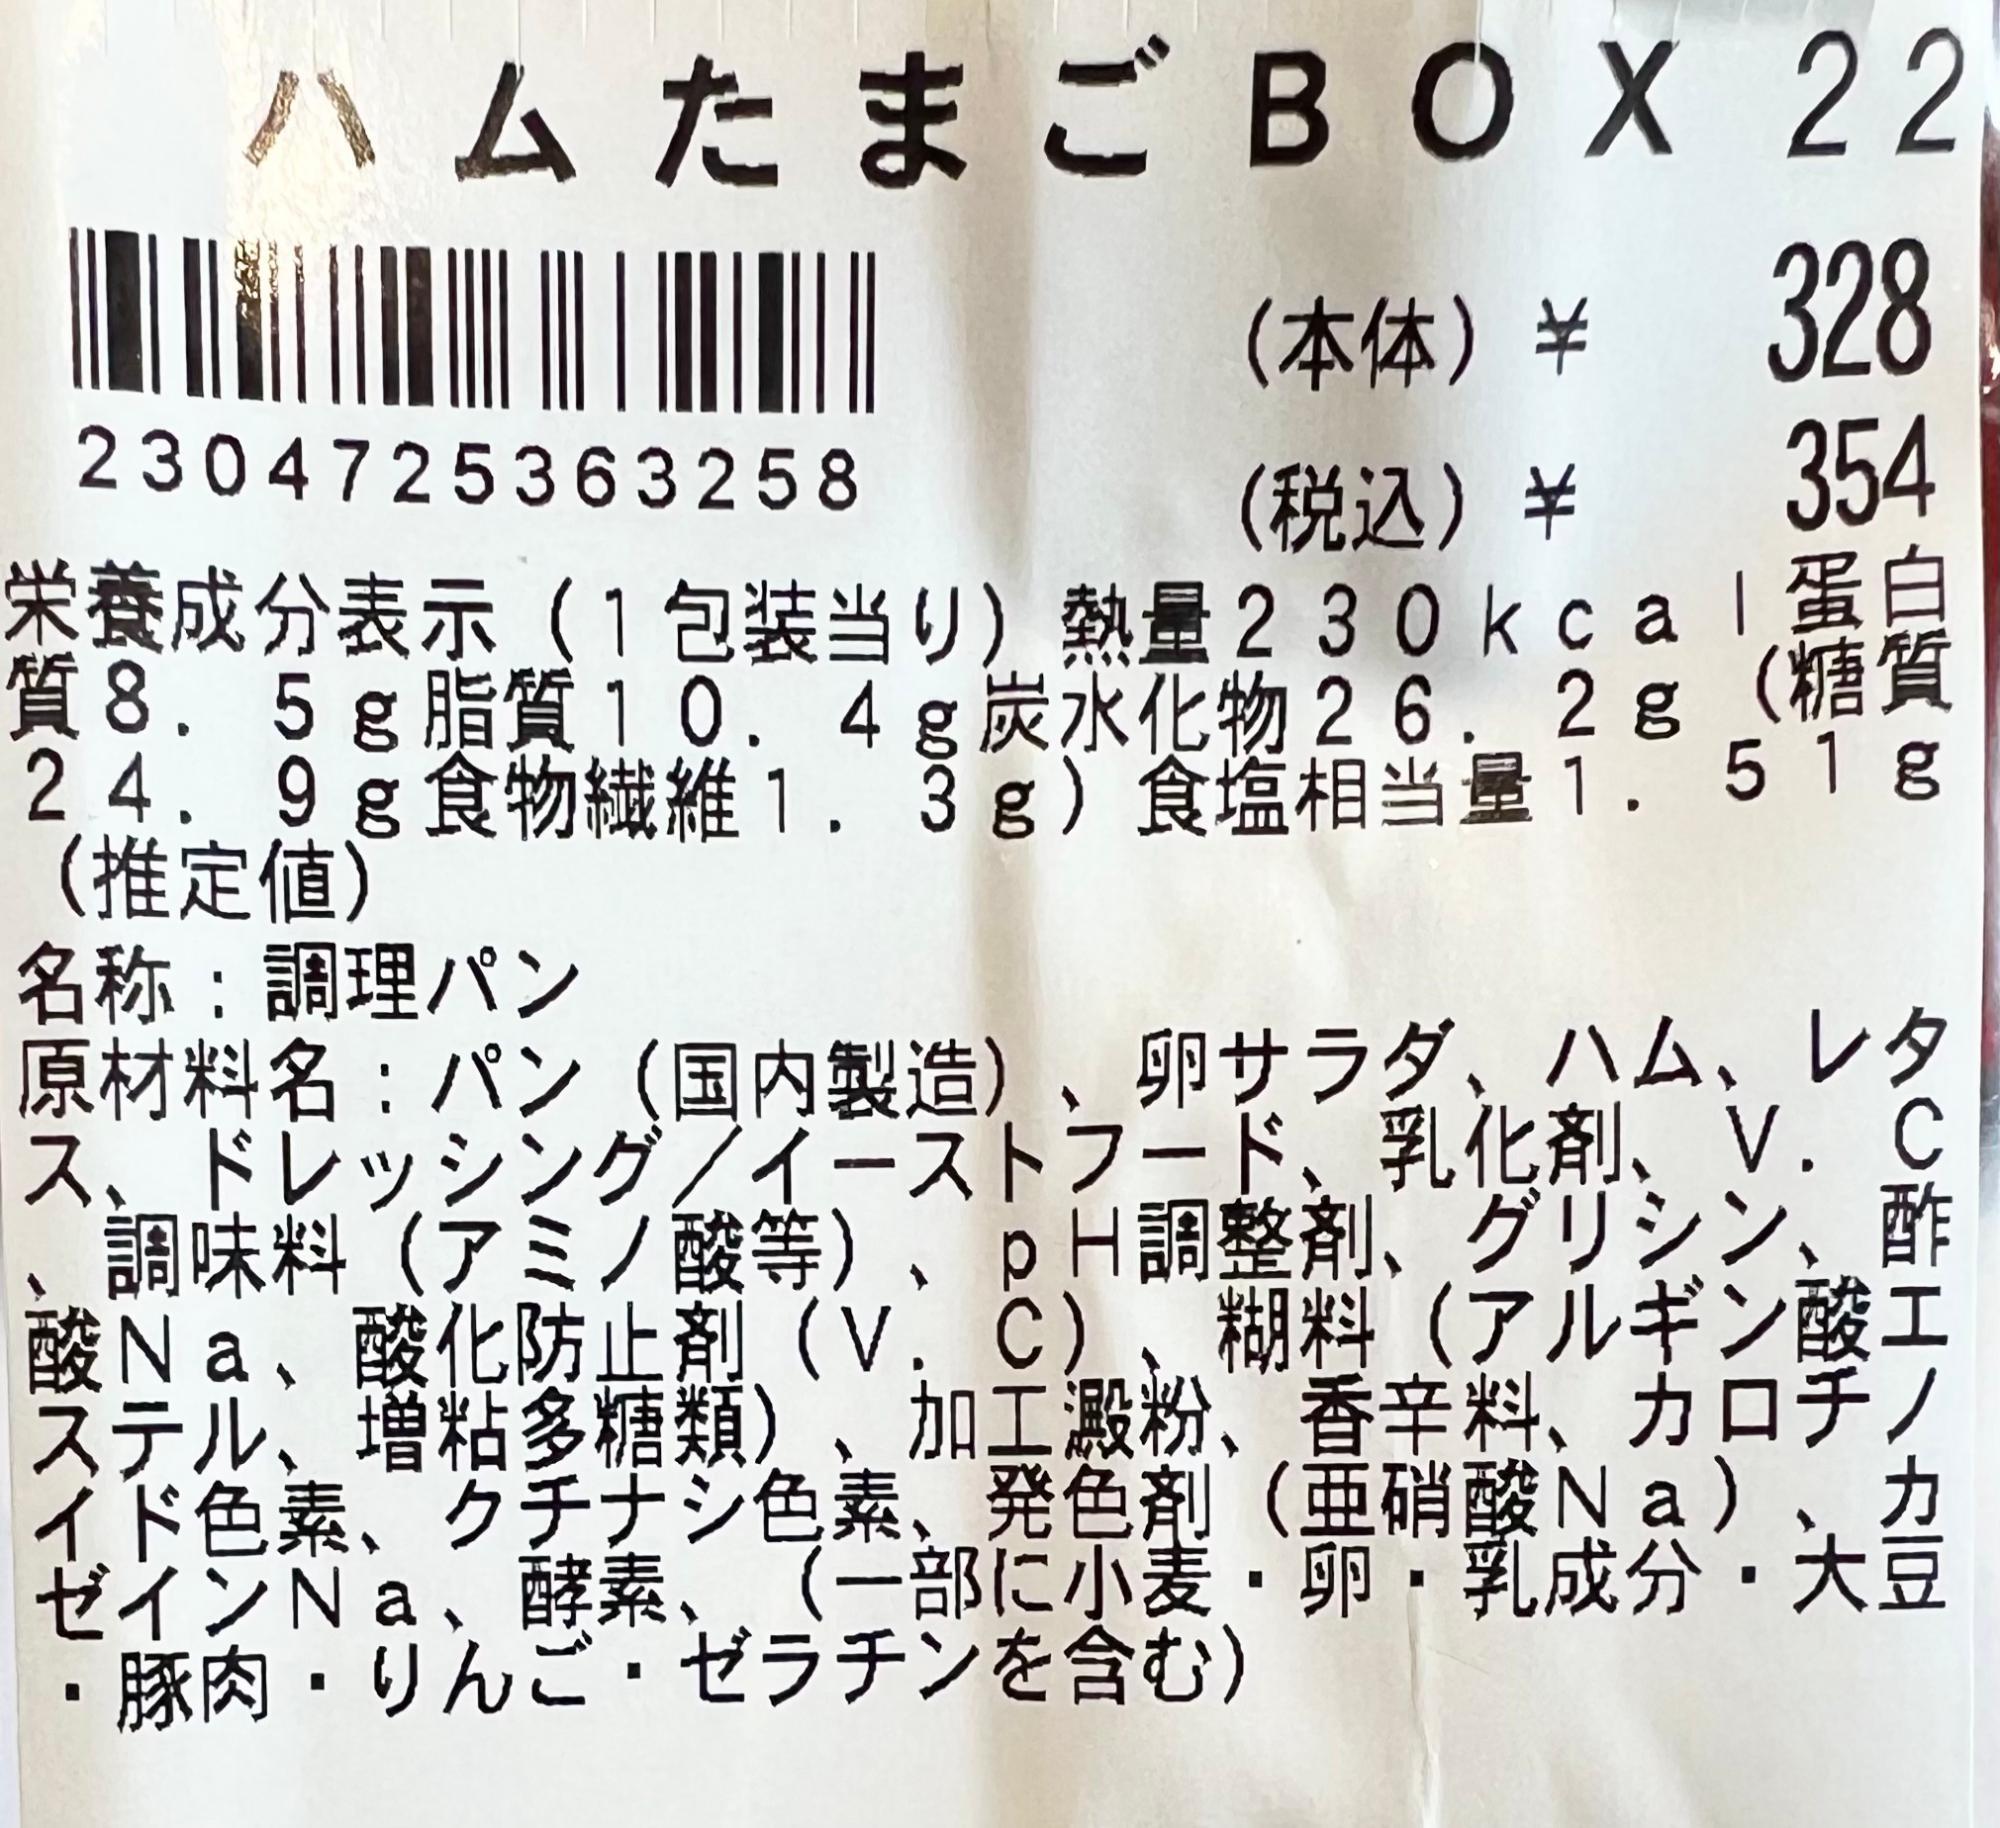 ハムたまごBOX22
(本体) ¥ 328
2304725363258
(税込) ¥ 354
栄養成分表示(1包装当り)熱量230kcal蛋白
質8.5g脂質10.4g炭水化物26.2g(糖質
24.9g食物繊維1.3g)食塩相当量1.51g
(推定値)
名称:調理パン
原材料名:パン(国内製造)、卵サラダ、ハム、レタ
ス、ドレッシング/イーストフード、乳化剤、V.C
、調味料(アミノ酸等)、pH調整剤、グリシン、酢
酸Na、酸化防止剤(V.C)、糊料(アルギン酸エ
ステル、増粘多糖類)、加工澱粉、香辛料、カロチノ
イド色素、クチナシ色素、発色剤(亜硝酸Na)、カ
ゼインNa、酵素、(一部に小麦・卵・乳成分・大豆
・豚肉・りんご・ゼラチンを含む)